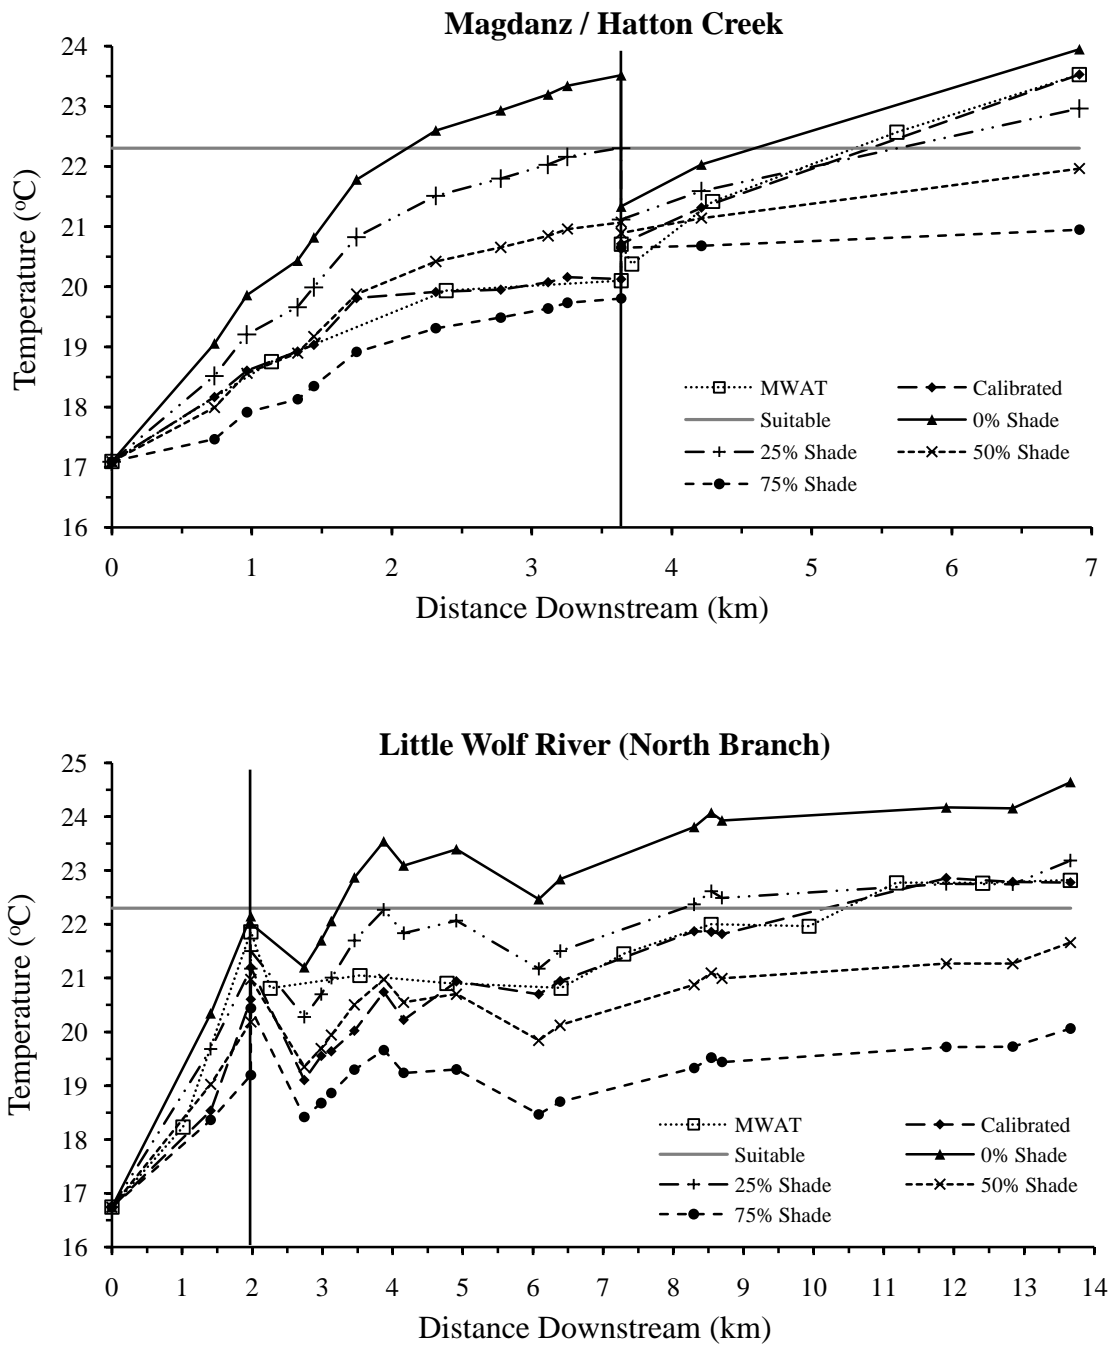 Magdanz / Hatton Creek
24
23
22
21
20
19
18
17
16
Temperature (oC)
MWAT
Calibrated
Suitable
0% Shade
25% Shade
50% Shade
75% Shade
0 1 2 3 4 5 6 7
Distance Downstream (km)
Little Wolf River (North Branch)
25
24
23
22
21
20
19
18
17
16
Temperature (oC)
MWAT
Calibrated
Suitable
0% Shade
25% Shade
50% Shade
75% Shade
0 1 2 3 4 5 6 7 8 9 10 11 12 13 14
Distance Downstream (km)